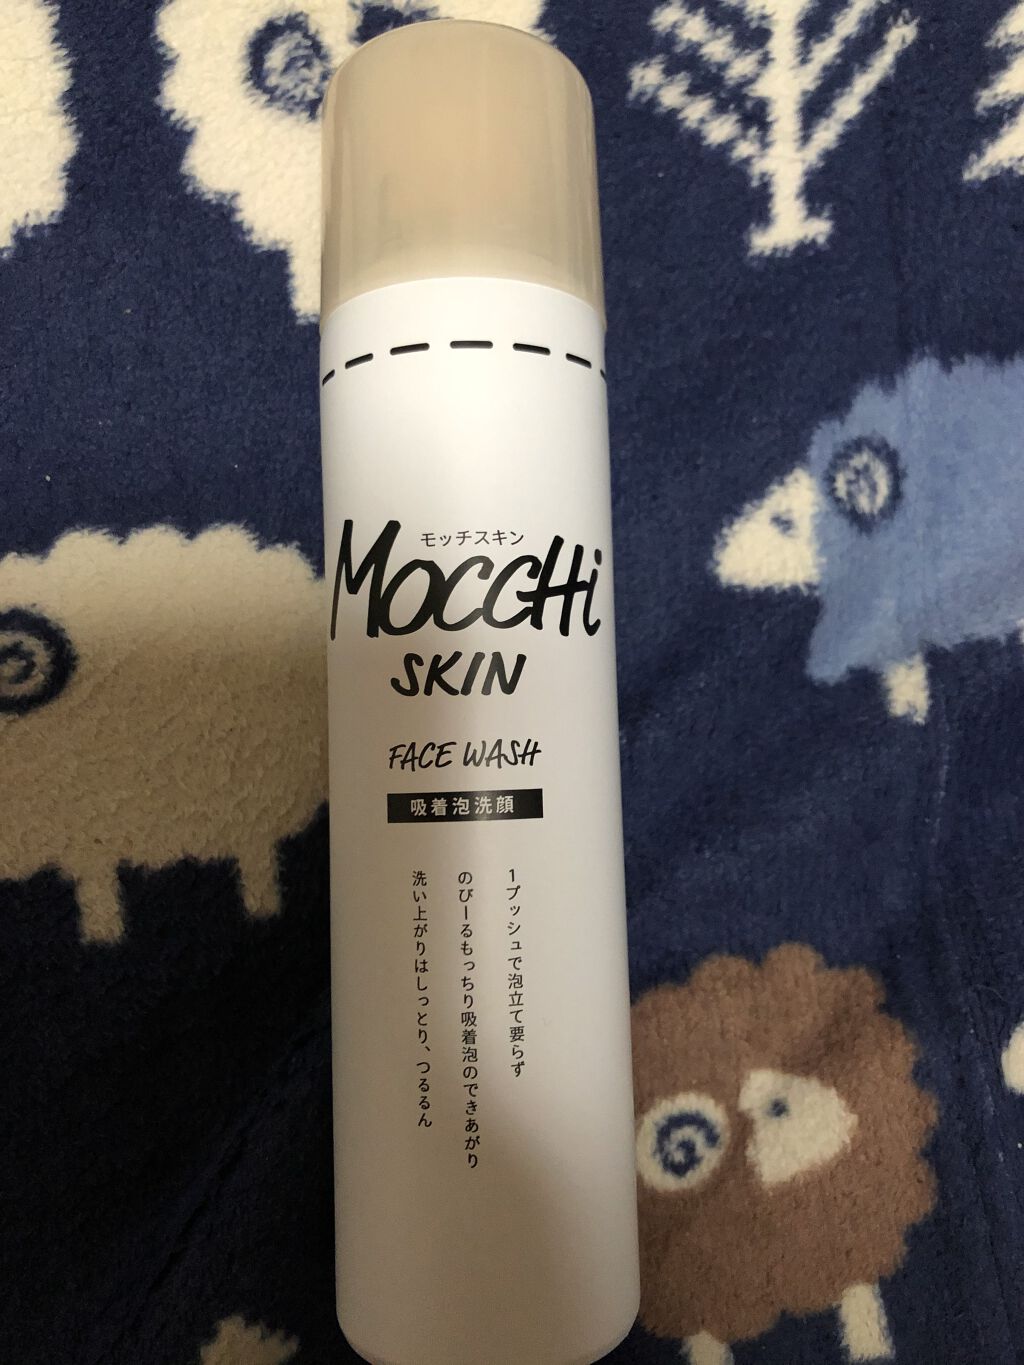 モッチスキン
MOCCHi
SKIN
FACE WASH
吸着泡洗顔
1プッシュで泡立て要らず
のびーるもっちり吸着泡のできあがり
洗い上がりはしっとり、つるるん